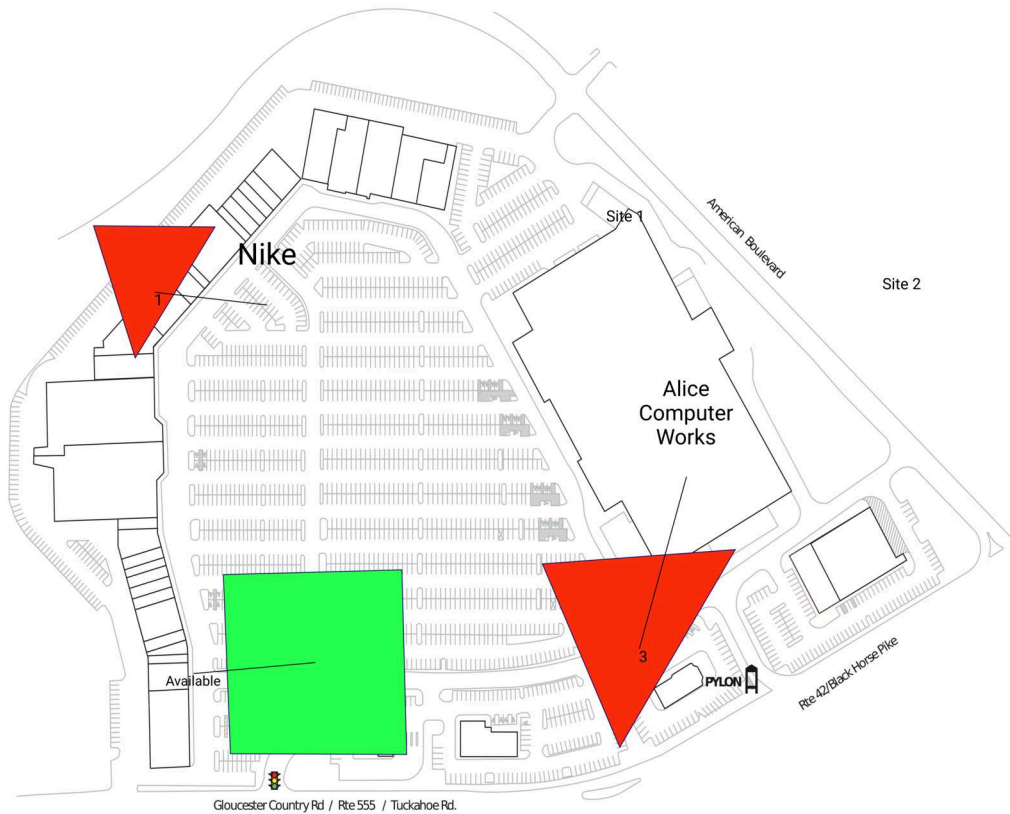 Site 1
American Boulevard
Nike
Site 2
1
Alice
Computer
Works
3
Available
PYLON
Rte 42/Black Horse Pike
Gloucester Country Rd / Rte 555 / Tuckahoe Rd.